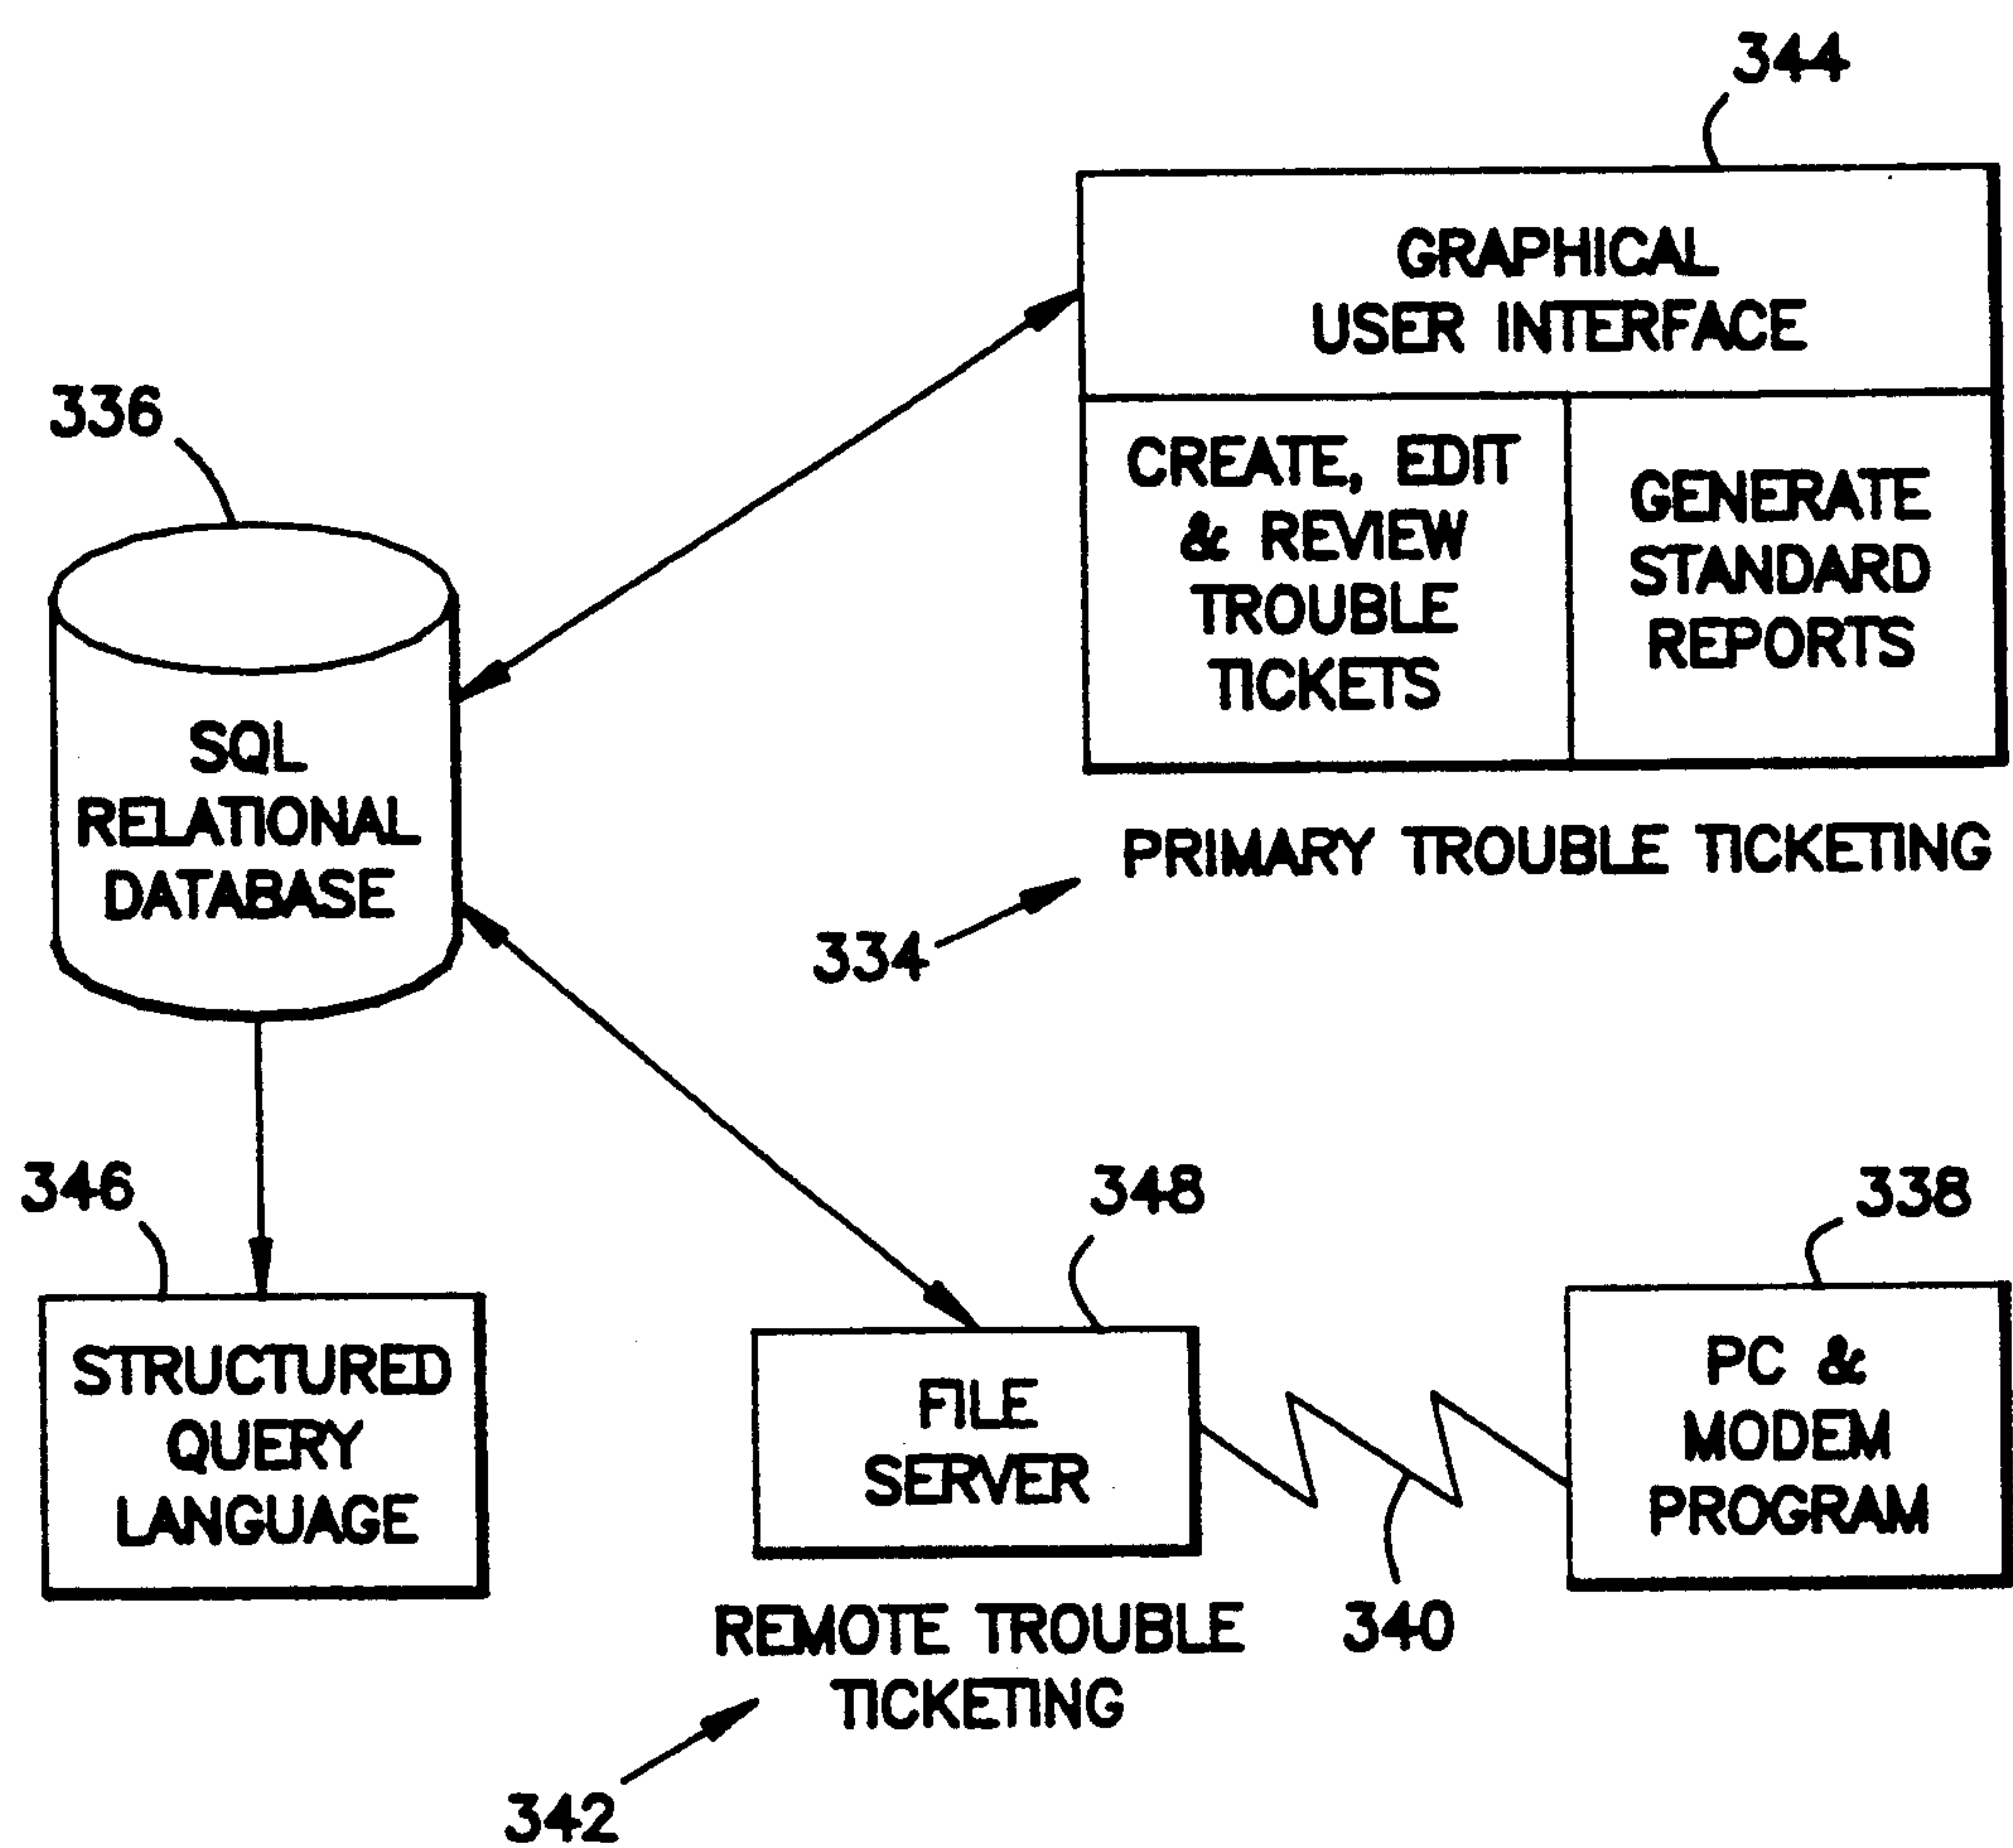 344
GRAPHICAL
USER INTERFACE
CREATE, EDIT
& REVIEW
TROUBLE
TICKETS
GENERATE
STANDARD
REPORTS
PRIMARY TROUBLE TICKETING
334
336
SQL
RELATIONAL
DATABASE
346
STRUCTURED
QUERY
LANGUAGE
348
FILE
SERVER
REMOTE TROUBLE
TICKETING
342
340
338
PC &
MODEM
PROGRAM